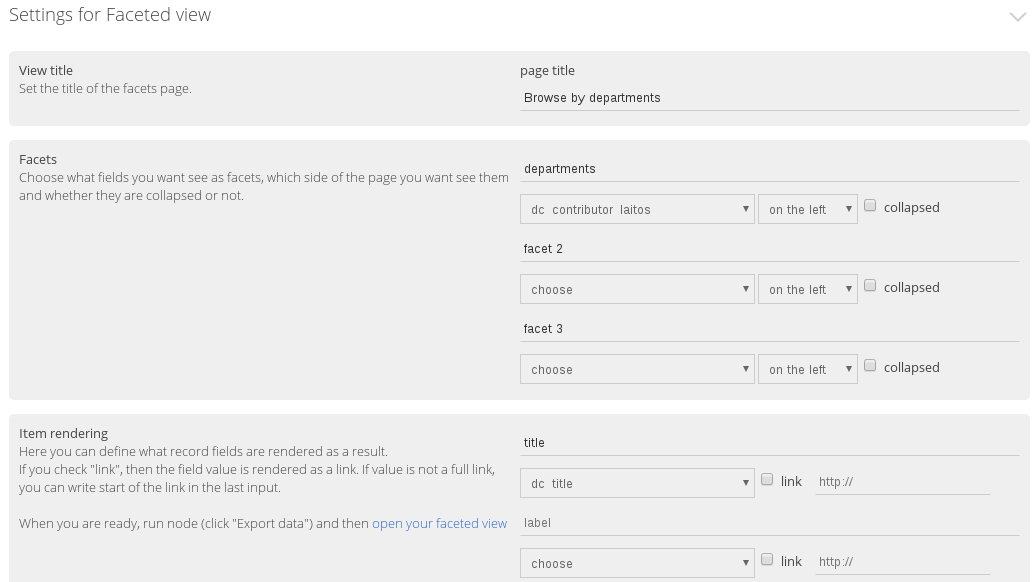 Settings for Faceted view
View title
Set the title of the facets page.
page title
Browse by departments
Facets
Choose what fields you want see as facets, which side of the page you want see them
and whether they are collapsed or not.
departments
dc contributor laitos on the left collapsed
facet 2
choose on the left collapsed
facet 3
choose on the left collapsed
Item rendering
Here you can define what record fields are rendered as a result.
If you check "link", then the field value is rendered as a link. If value is not a full link,
you can write start of the link in the last input.
When you are ready, run node (click "Export data") and then open your faceted view
title
dc title link http://
label
choose link http://